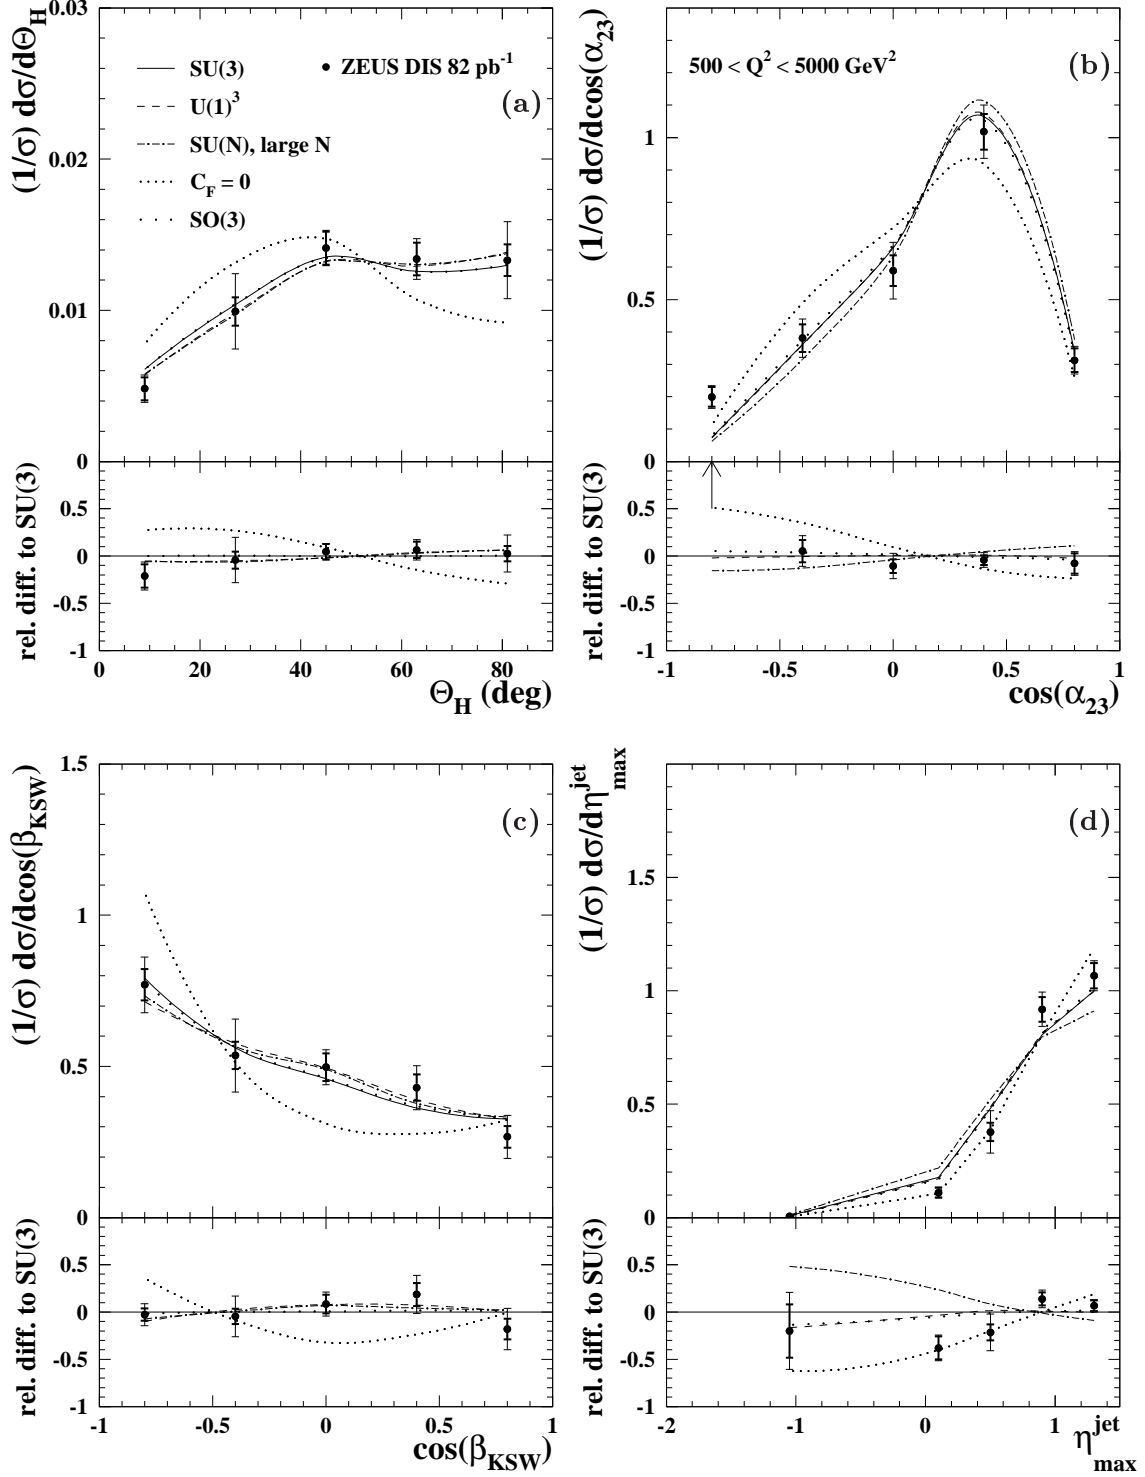 (1/σ) dσ/dΘ_H
0.03
0.02
0.01
0
SU(3)
U(1)³
SU(N), large N
C_F = 0
SO(3)
ZEUS DIS 82 pb⁻¹
(a)
rel. diff. to SU(3)
0.5
0
-0.5
-1
0 20 40 60 80
Θ_H (deg)
(1/σ) dσ/dcos(α₂₃)
1
0.5
0
500 < Q² < 5000 GeV²
(b)
rel. diff. to SU(3)
0.5
0
-0.5
-1
-1 -0.5 0 0.5 1
cos(α₂₃)
(1/σ) dσ/dcos(β_KSW)
1.5
1
0.5
0
(c)
rel. diff. to SU(3)
0.5
0
-0.5
-1
-1 -0.5 0 0.5 1
cos(β_KSW)
(1/σ) dσ/dη^jet_max
2
1.5
1
0.5
0
(d)
rel. diff. to SU(3)
0.5
0
-0.5
-1
-2 -1 0 1
η^jet_max